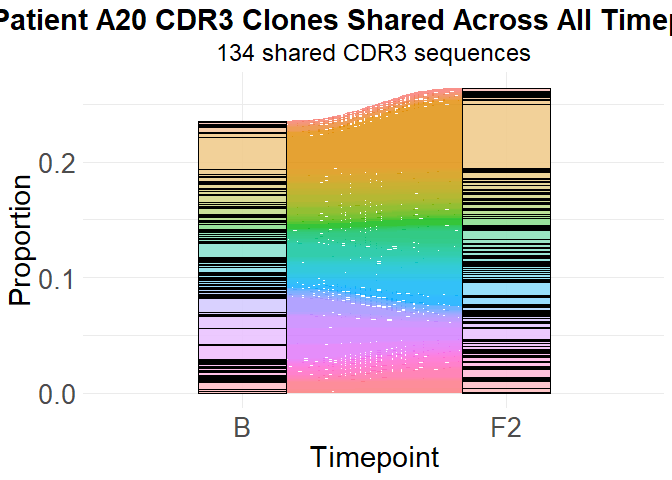 Patient A20 CDR3 Clones Shared Across All Timep
134 shared CDR3 sequences
Proportion
0.2
0.1
0.0
B F2
Timepoint